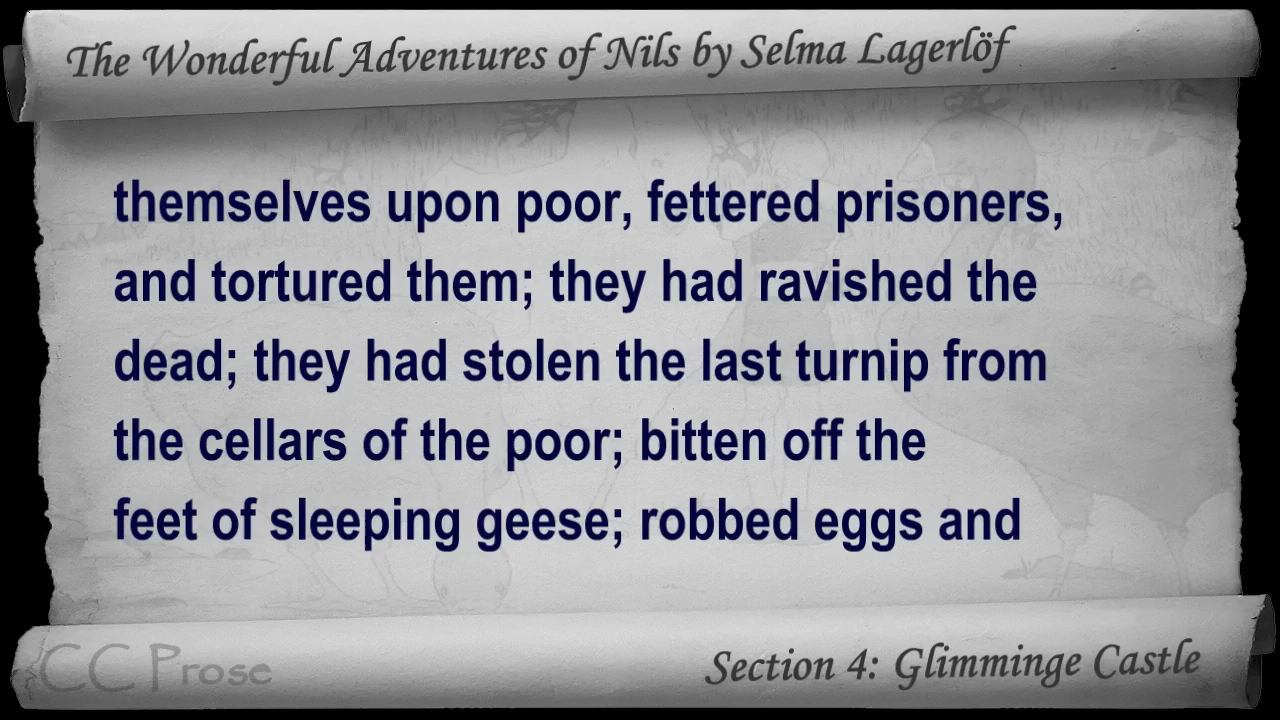 The Wonderful Adventures of Nils by Selma Lagerlöf
themselves upon poor, fettered prisoners,
and tortured them; they had ravished the
dead; they had stolen the last turnip from
the cellars of the poor; bitten off the
feet of sleeping geese; robbed eggs and
CC Prose
Section 4: Glimminge Castle